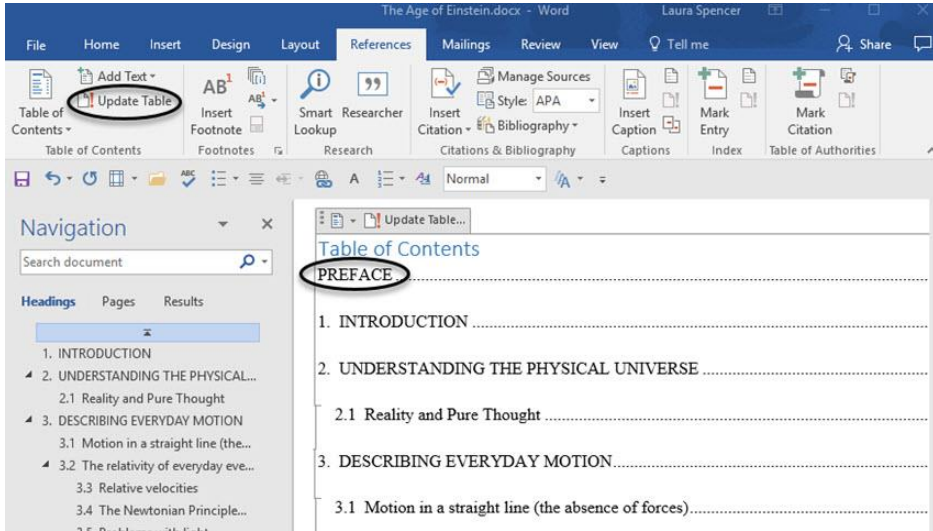 The Age of Einstein.docx - Word Laura Spencer
File Home Insert Design Layout References Mailings Review View Tell me Share
Table of Contents
Add Text
Update Table
Table of Contents
AB1
Insert Footnote
AB1
Footnotes
Smart Lookup
Researcher
Research
Insert Citation
Manage Sources
Style: APA
Bibliography
Citations & Bibliography
Insert Caption
Captions
Mark Entry
Index
Mark Citation
Table of Authorities
ABC
A
Normal
Navigation
Search document
Headings Pages Results
1. INTRODUCTION
2. UNDERSTANDING THE PHYSICAL...
2.1 Reality and Pure Thought
3. DESCRIBING EVERYDAY MOTION
3.1 Motion in a straight line (the...
3.2 The relativity of everyday eve...
3.3 Relative velocities
3.4 The Newtonian Principle...
Update Table...
Table of Contents
PREFACE
1. INTRODUCTION
2. UNDERSTANDING THE PHYSICAL UNIVERSE
2.1 Reality and Pure Thought
3. DESCRIBING EVERYDAY MOTION
3.1 Motion in a straight line (the absence of forces)